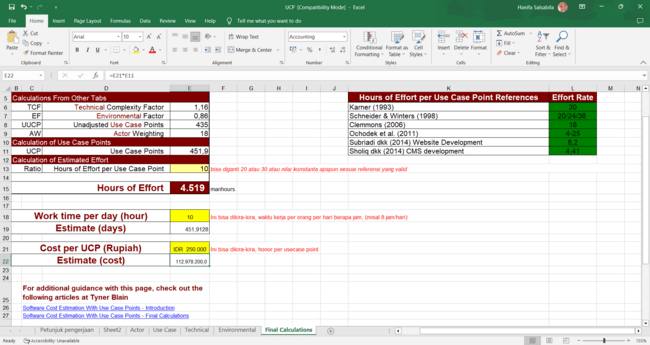 UCP [Compatibility Mode] - Excel
Hanifa Salsabila
File Home Insert Page Layout Formulas Data Review View Help Tell me what you want to do
Share
Cut
Copy
Format Painter
Paste
Clipboard
Arial 10
Font
Wrap Text
Merge & Center
Alignment
Accounting
Number
Conditional Formatting
Format as Table
Cell Styles
Styles
Insert Delete Format
Cells
AutoSum
Fill
Clear
Sort & Filter
Find & Select
Editing
E22
=E21*E11
B C D E F G H I J K L M N
5 Calculations From Other Tabs Hours of Effort per Use Case Point References Effort Rate
6 TCF Technical Complexity Factor 1,16 Karner (1993) 20
7 EF Environmental Factor 0,86 Schneider & Winters (1998) 20/24/36
8 UUCP Unadjusted Use Case Points 435 Clemmons (2006) 18
9 AW Actor Weighting 18 Ochodek et al. (2011) 4-25
10 Calculation of Use Case Points Subriadi dkk (2014) Website Development 8.2
11 UCP Use Case Points 451,9 Sholiq dkk (2014) CMS development 4.41
12 Calculation of Estimated Effort
13 Ratio Hours of Effort per Use Case Point 10 bisa diganti 20 atau 30 atau nilai konstanta apapun sesuai referensi yang valid
14
15 Hours of Effort 4.519 manhours
16
17
18 Work time per day (hour) 10 Ini bisa dikira-kira, waktu kerja per orang per hari berapa jam. (misal 8 jam/hari)
19 Estimate (days) 451,9128
20
21 Cost per UCP (Rupiah) IDR 250.000 Ini bisa dikira-kira, honor per usecase point
22 Estimate (cost) 112.978.200,0
23
24
For additional guidance with this page, check out the
25 following articles at Tyner Blain
26 Software Cost Estimation With Use Case Points - Introduction
27 Software Cost Estimation With Use Case Points - Final Calculations
Petunjuk pengerjaan Sheet2 Actor Use Case Technical Environmental Final Calculations
Ready Accessibility: Unavailable